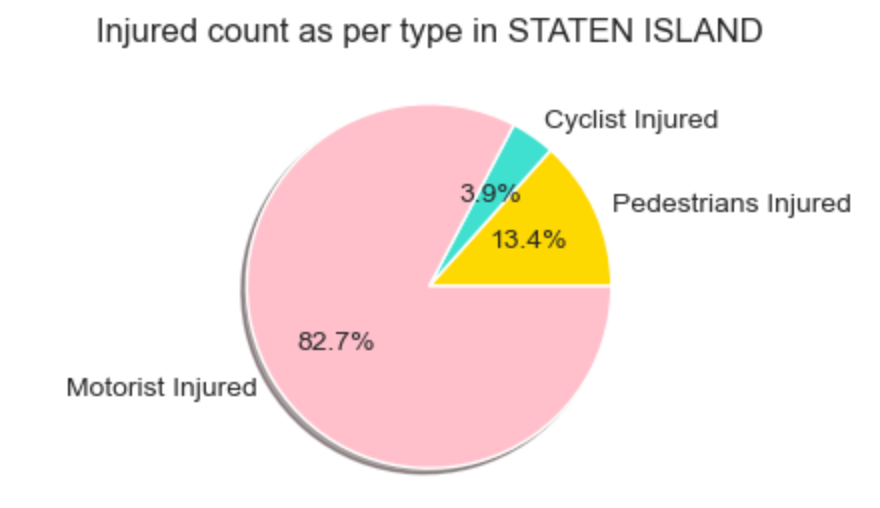 Injured count as per type in STATEN ISLAND
Cyclist Injured
3.9%
Pedestrians Injured
13.4%
82.7%
Motorist Injured